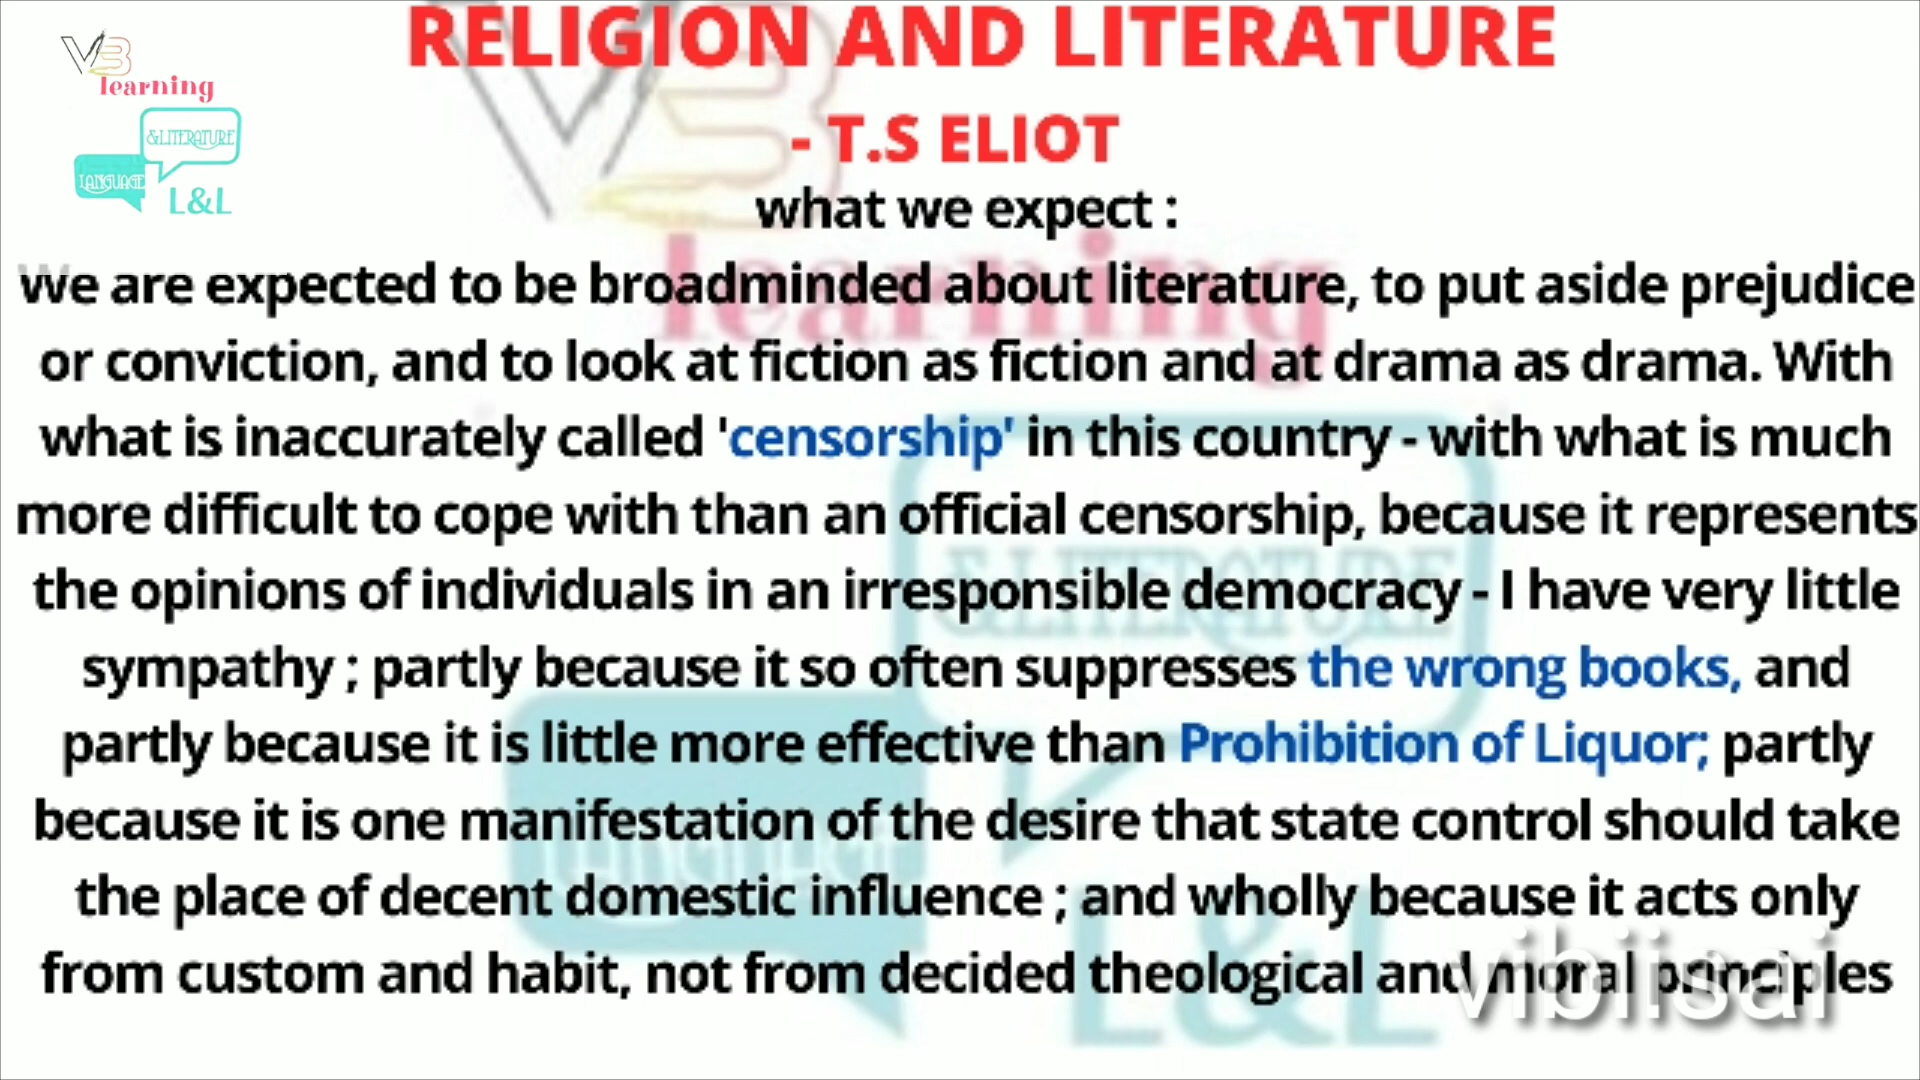 RELIGION AND LITERATURE
- T.S ELIOT
V3
learning
&LITERATURE
LANGUAGE
L&L
what we expect :
We are expected to be broadminded about literature, to put aside prejudice
or conviction, and to look at fiction as fiction and at drama as drama. With
what is inaccurately called 'censorship' in this country - with what is much
more difficult to cope with than an official censorship, because it represents
the opinions of individuals in an irresponsible democracy - I have very little
sympathy ; partly because it so often suppresses the wrong books, and
partly because it is little more effective than Prohibition of Liquor; partly
because it is one manifestation of the desire that state control should take
the place of decent domestic influence ; and wholly because it acts only
from custom and habit, not from decided theological and moral principles
vibiisai
V3
learning
&LITERATURE
LANGUAGE
L&L